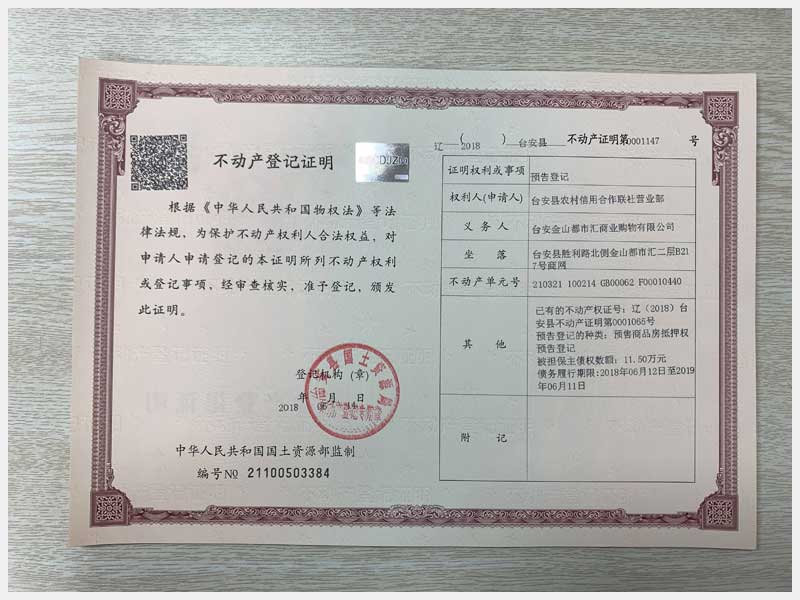 不动产登记证明
根据《中华人民共和国物权法》等法
律法规，为保护不动产权利人合法权益，对
申请人申请登记的本证明所列不动产权利
或登记事项，经审查核实，准予登记，颁发
此证明。
登记机构（章）
年 月 日
2018 06 14
中华人民共和国国土资源部监制
编号№ 21100503384
辽（2018）台安县不动产证明第0001147号
证明权利或事项 预告登记
权利人(申请人) 台安县农村信用合作联社营业部
义务人 台安金山都市汇商业购物有限公司
坐落 台安县胜利路北侧金山都市汇二层B21
7号商网
不动产单元号 210321 100214 GB00062 F00010440
其他
已有的不动产权证号：辽（2018）台
安县不动产证明第0001065号
预告登记的种类：预售商品房抵押权
预告登记
被担保主债权数额：11.50万元
债务履行期限:2018年06月12日至2019
年06月11日
附记